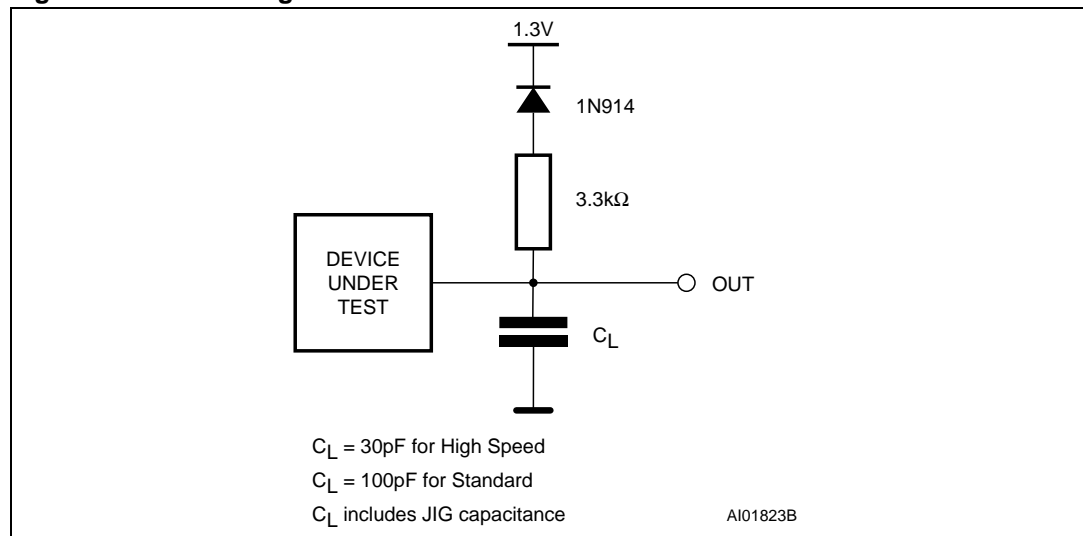 1.3V
1N914
3.3kΩ
DEVICE
UNDER
TEST
OUT
CL
CL = 30pF for High Speed
CL = 100pF for Standard
CL includes JIG capacitance
AI01823B